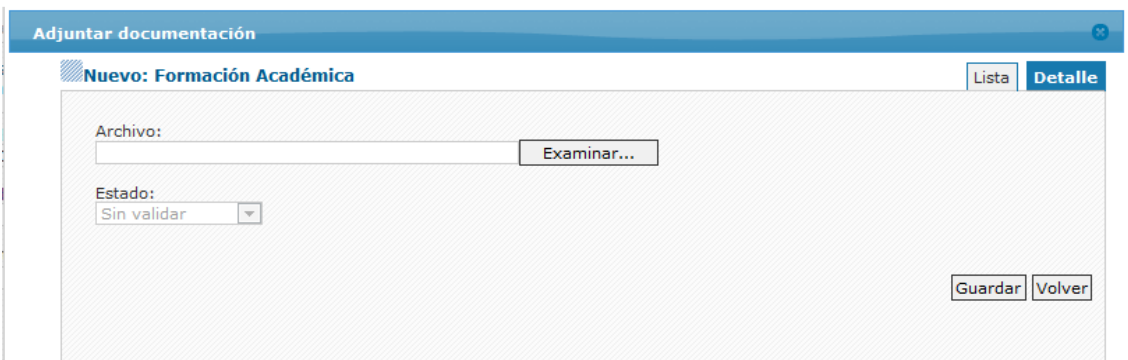 Adjuntar documentación
Nuevo: Formación Académica
Lista
Detalle
Archivo:
Examinar...
Estado:
Sin validar
Guardar
Volver